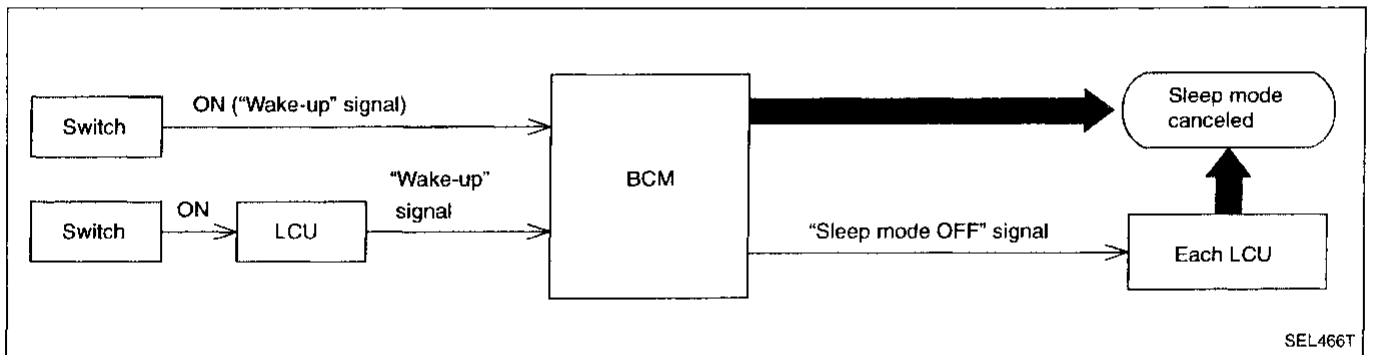 Switch
ON (“Wake-up” signal)
Switch
ON
LCU
“Wake-up”
signal
BCM
“Sleep mode OFF” signal
Sleep mode
canceled
Each LCU
SEL466T